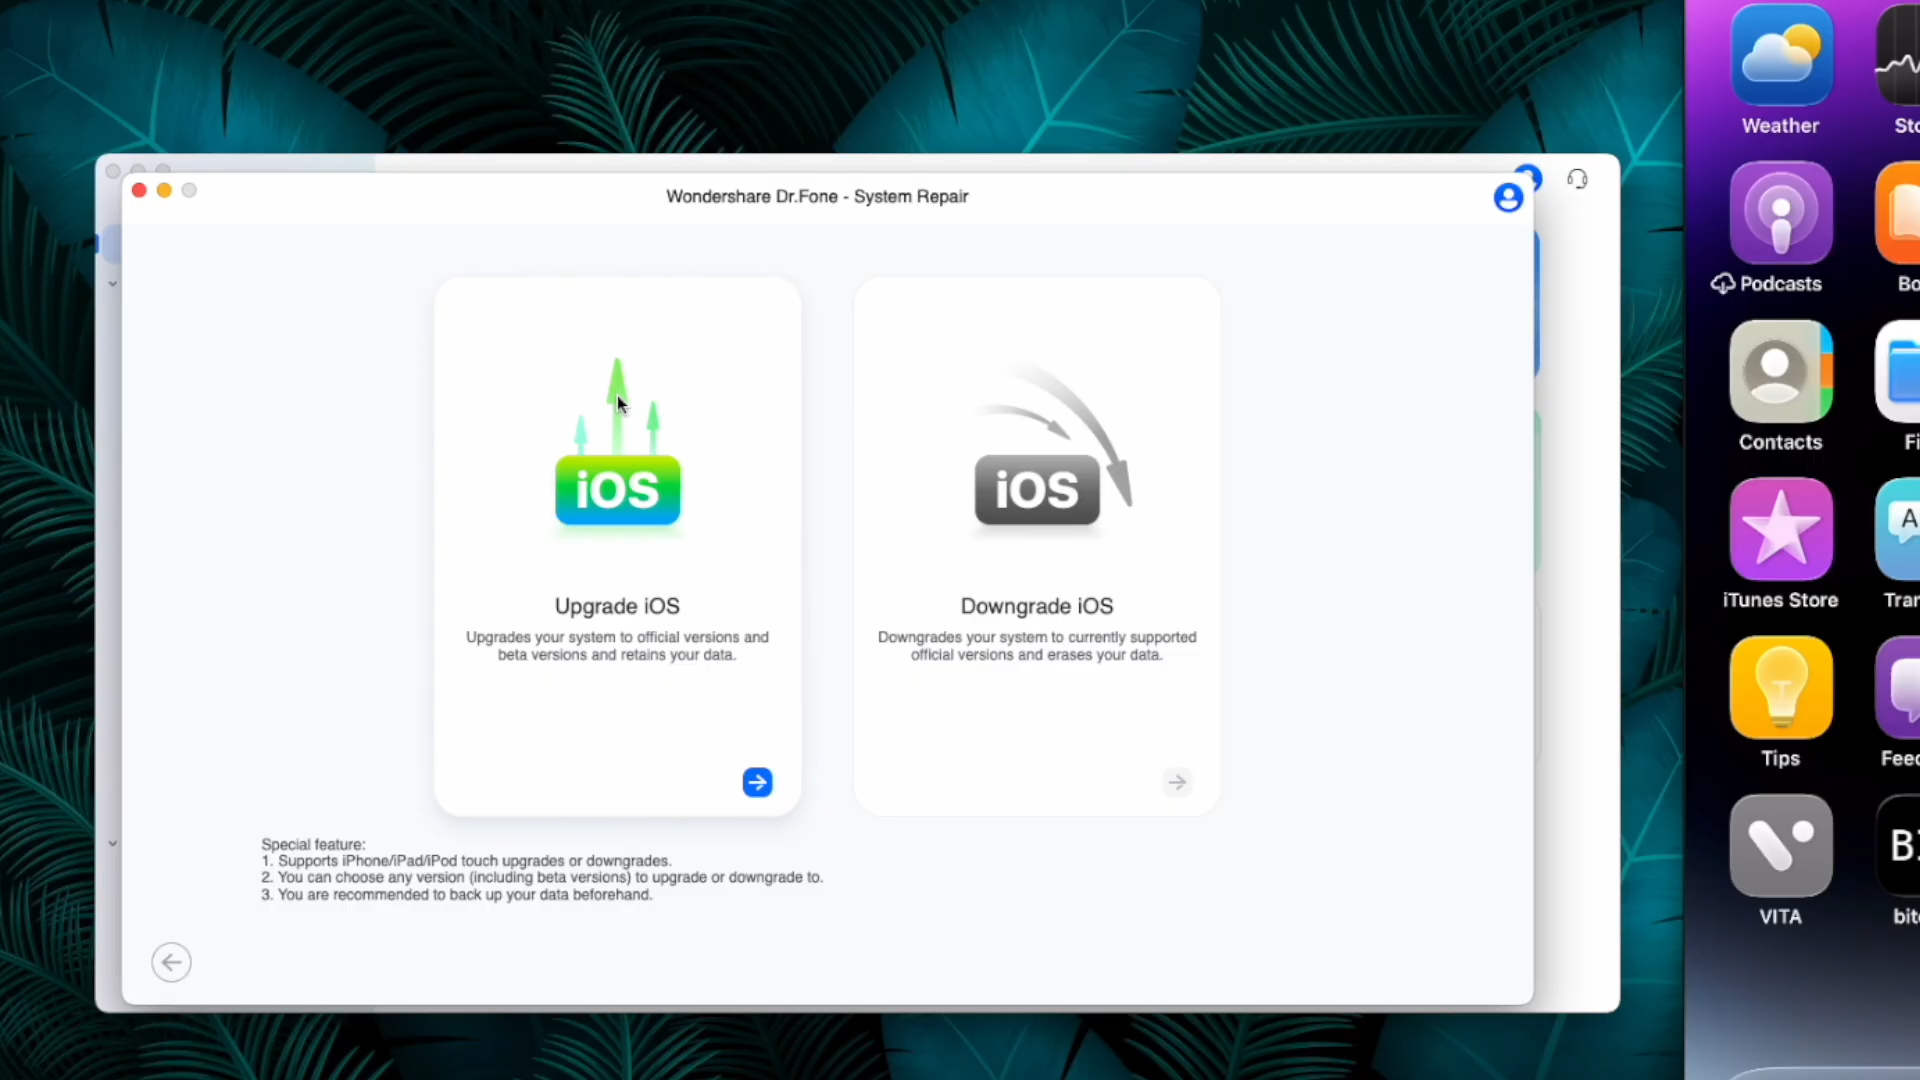 Wondershare Dr.Fone - System Repair
iOS
iOS
Upgrade iOS
Upgrades your system to official versions and
beta versions and retains your data.
Downgrade iOS
Downgrades your system to currently supported
official versions and erases your data.
Special feature:
1. Supports iPhone/iPad/iPod touch upgrades or downgrades.
2. You can choose any version (including beta versions) to upgrade or downgrade to.
3. You are recommended to back up your data beforehand.
Weather
Podcasts
Contacts
iTunes Store
Tips
VITA